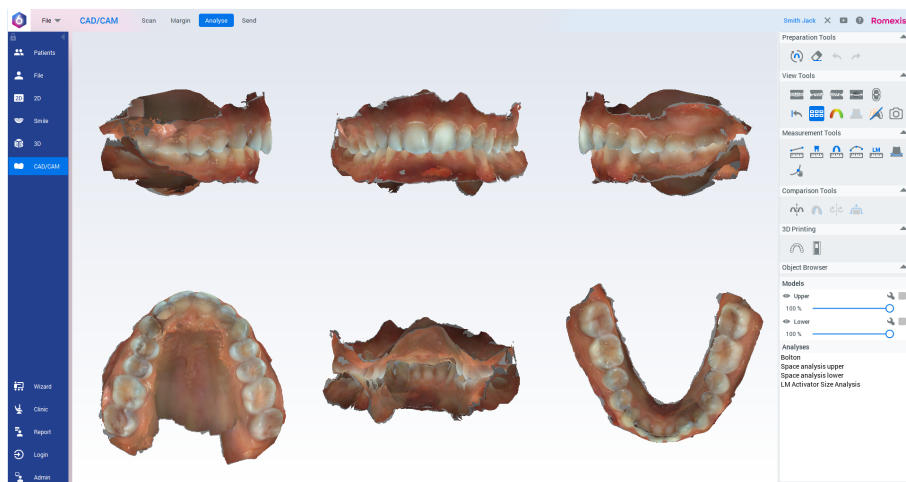 File
CAD/CAM
Scan
Margin
Analyse
Send
Smith Jack
Romexis
Patients
File
2D
2D
Smile
3D
CAD/CAM
Wizard
Clinic
Report
Login
Admin
Preparation Tools
View Tools
Measurement Tools
LM
Comparison Tools
3D Printing
Object Browser
Models
Upper
100 %
Lower
100 %
Analyses
Bolton
Space analysis upper
Space analysis lower
LM Activator Size Analysis